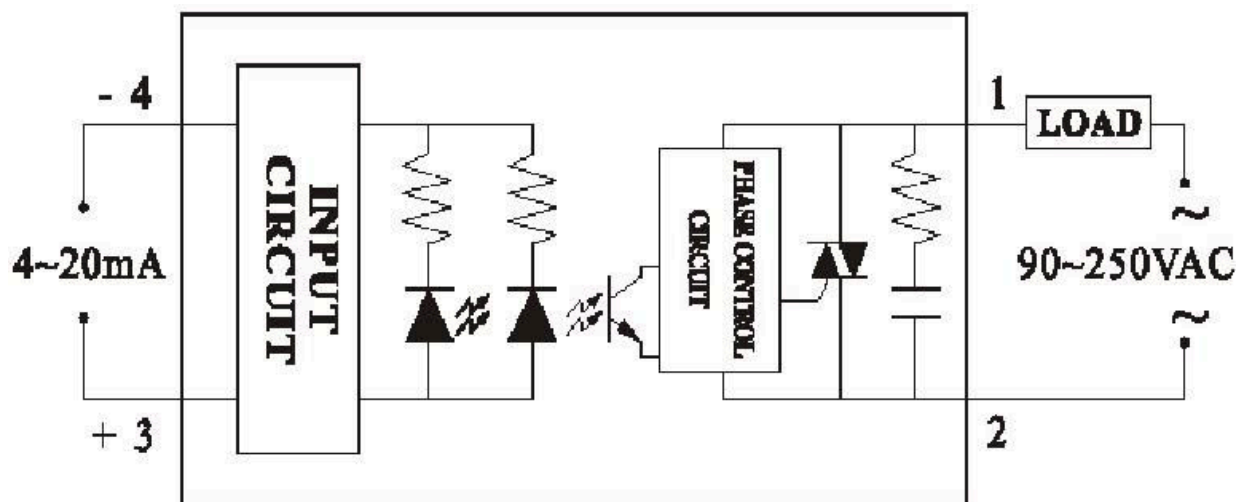 - 4
1
LOAD
INPUT
CIRCUIT
PHASE CONTROL
CIRCUIT
4~20mA
~
90~250VAC
~
+ 3
2